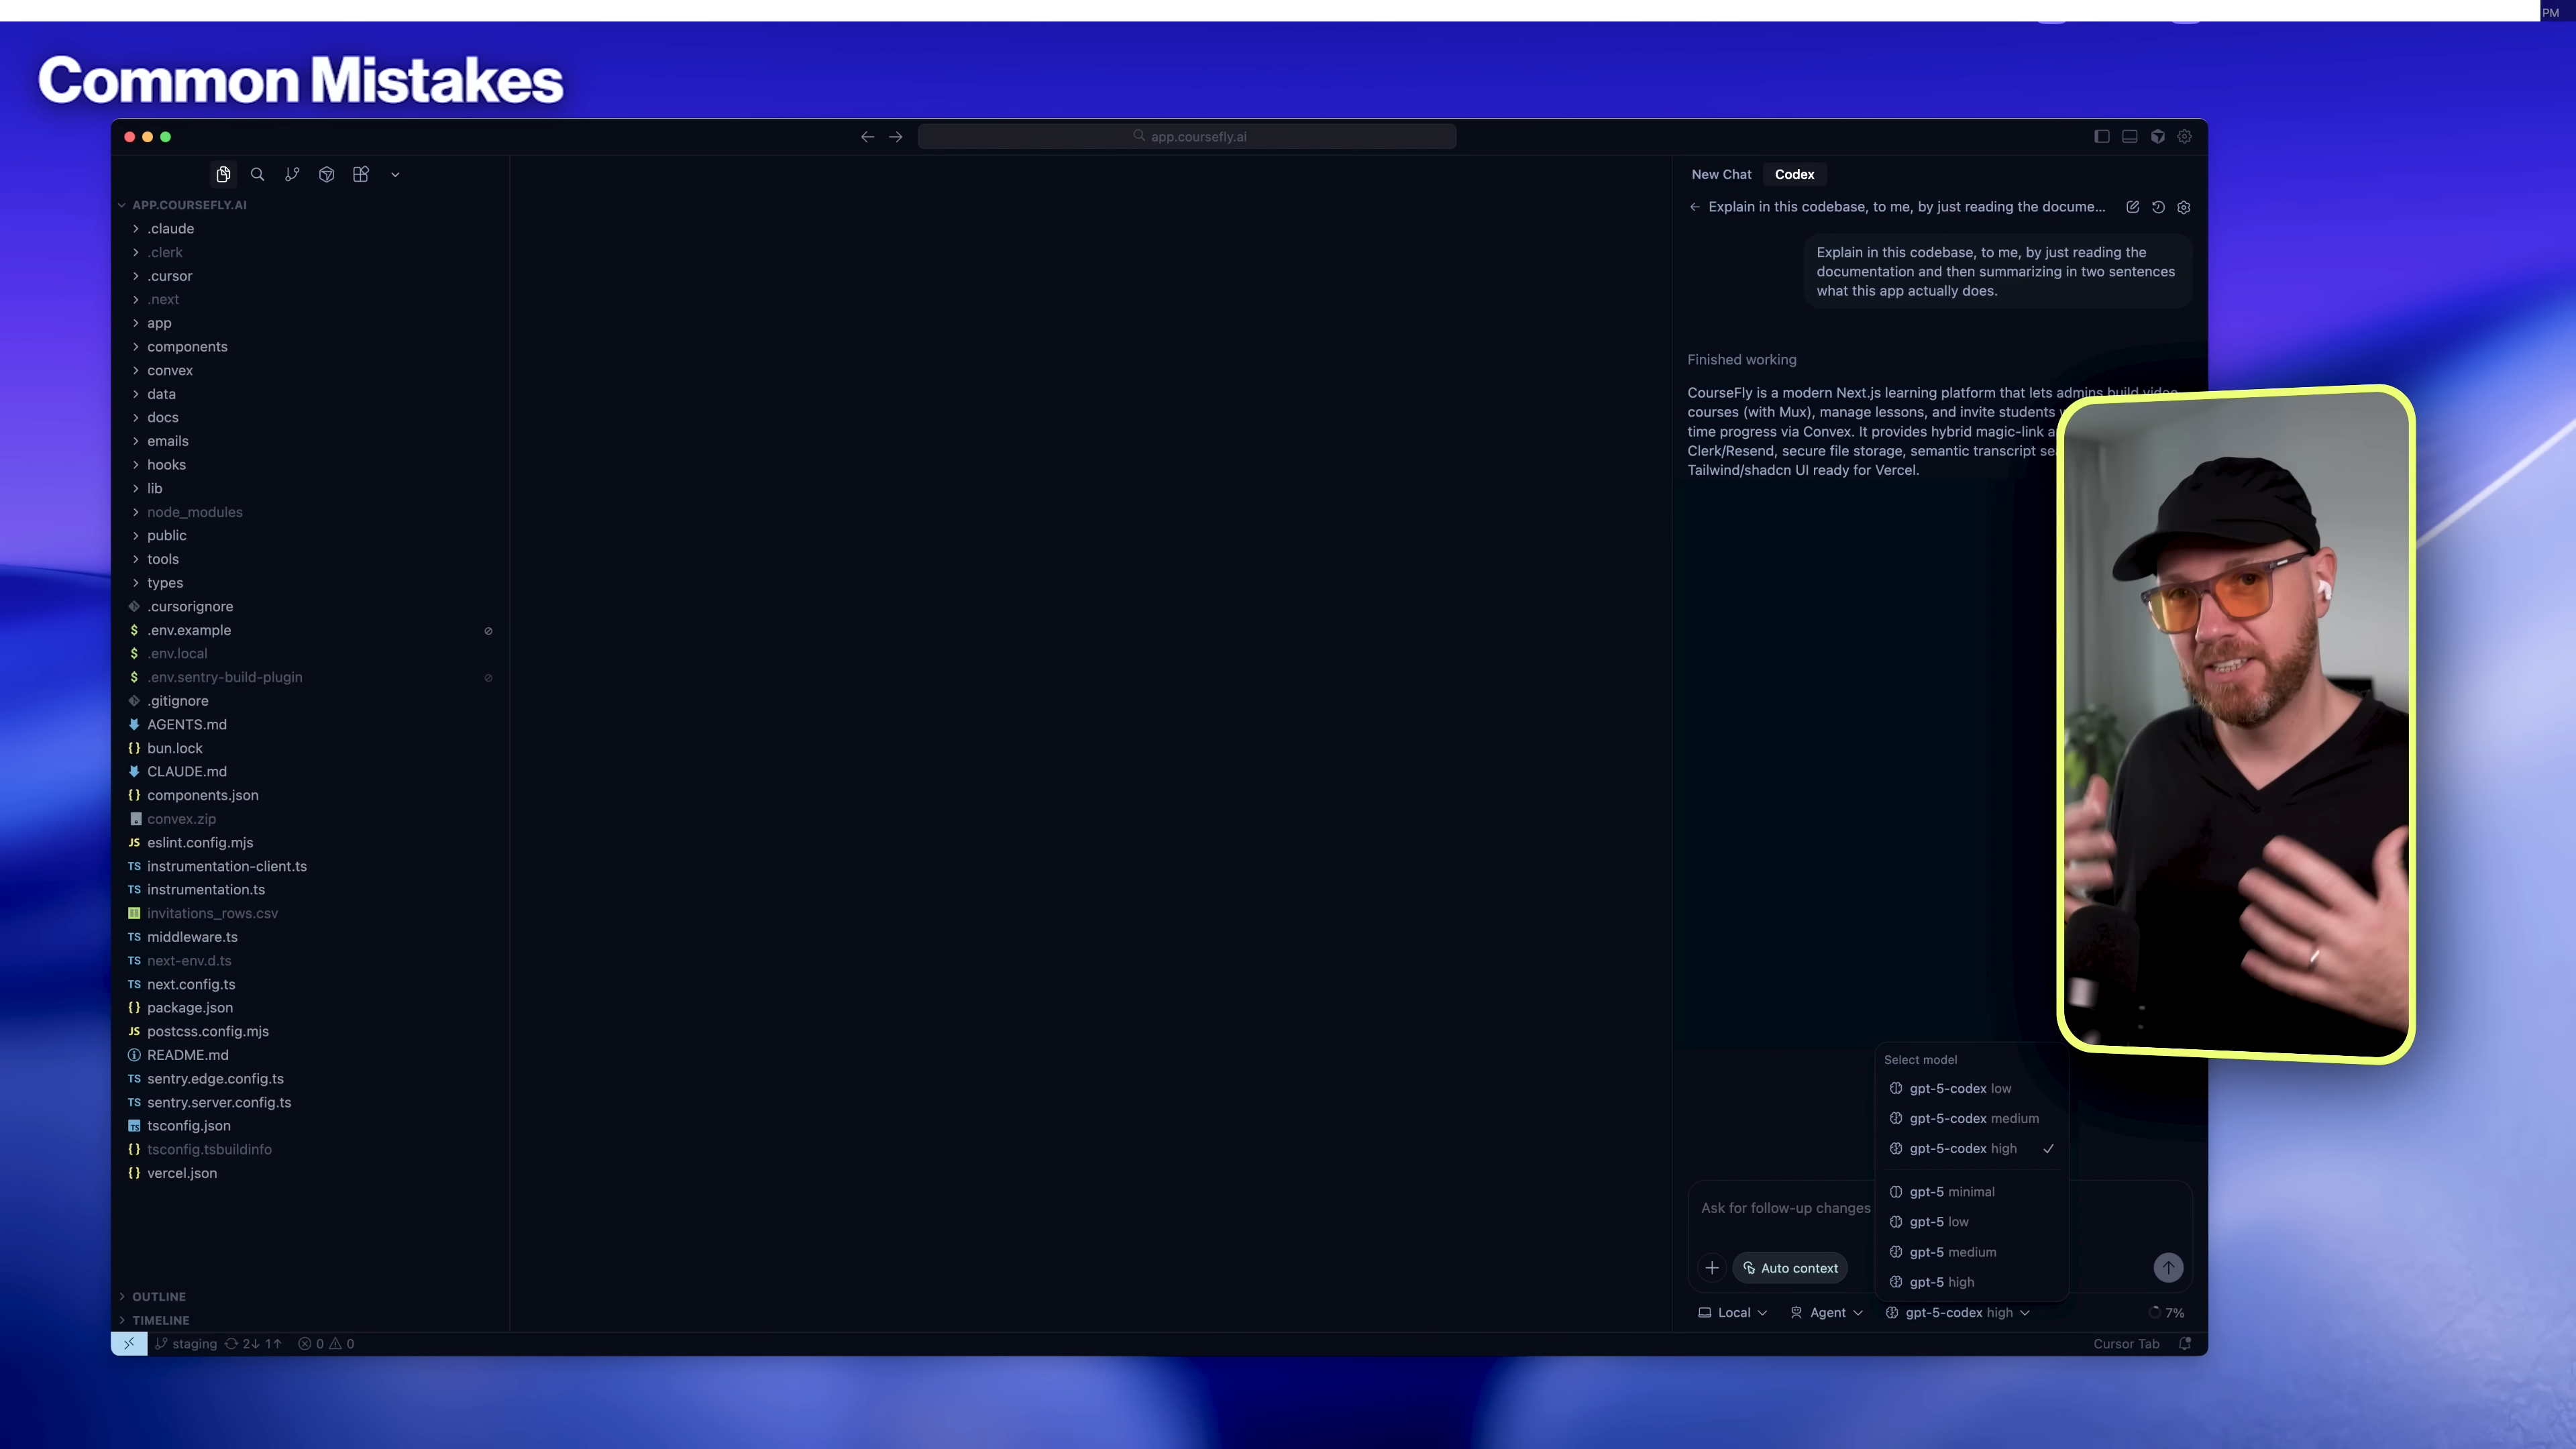 PM
Common Mistakes
app.coursefly.ai
New Chat Codex
APP.COURSEFLY.AI
.claude
.clerk
.cursor
.next
app
components
convex
data
docs
emails
hooks
lib
node_modules
public
tools
types
.cursorignore
.env.example
.env.local
.env.sentry-build-plugin
.gitignore
AGENTS.md
bun.lock
CLAUDE.md
components.json
convex.zip
JS eslint.config.mjs
TS instrumentation-client.ts
TS instrumentation.ts
invitations_rows.csv
TS middleware.ts
TS next-env.d.ts
TS next.config.ts
{} package.json
JS postcss.config.mjs
README.md
TS sentry.edge.config.ts
TS sentry.server.config.ts
TS tsconfig.json
tsconfig.tsbuildinfo
vercel.json
OUTLINE
TIMELINE
staging 2↓ 1↑ 0 0
Explain in this codebase, to me, by just reading the docume...
Explain in this codebase, to me, by just reading the
documentation and then summarizing in two sentences
what this app actually does.
Finished working
CourseFly is a modern Next.js learning platform that lets admins build video
courses (with Mux), manage lessons, and invite students
time progress via Convex. It provides hybrid magic-link
Clerk/Resend, secure file storage, semantic transcript
Tailwind/shadcn UI ready for Vercel.
Select model
gpt-5-codex low
gpt-5-codex medium
gpt-5-codex high
gpt-5 minimal
gpt-5 low
gpt-5 medium
gpt-5 high
Ask for follow-up changes
Auto context
Local Agent gpt-5-codex high 7%
Cursor Tab